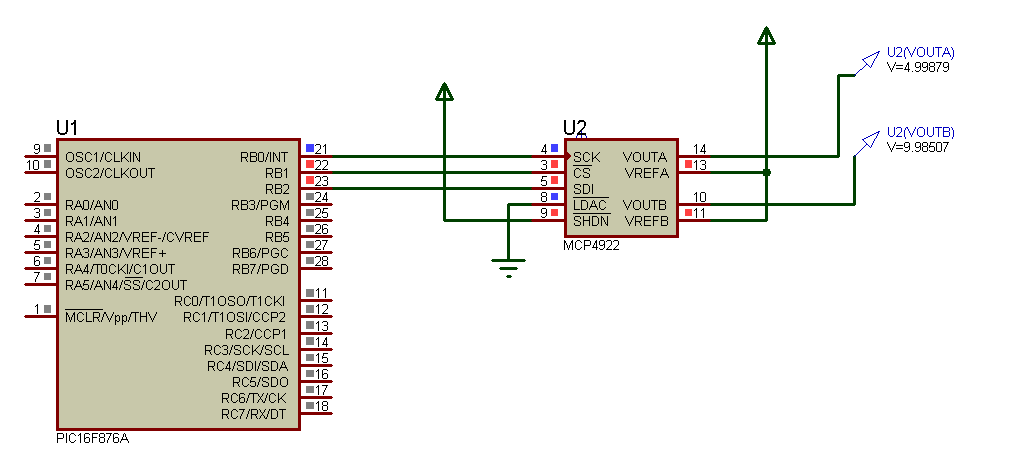 U1
9 OSC1/CLKIN RB0/INT 21
10 OSC2/CLKOUT RB1 22
RB2 23
2 RA0/AN0 RB3/PGM 24
3 RA1/AN1 RB4 25
4 RA2/AN2/VREF-/CVREF RB5 26
5 RA3/AN3/VREF+ RB6/PGC 27
6 RA4/T0CKI/C1OUT RB7/PGD 28
7 RA5/AN4/SS/C2OUT
RC0/T1OSO/T1CKI 11
1 MCLR/Vpp/THV RC1/T1OSI/CCP2 12
RC2/CCP1 13
RC3/SCK/SCL 14
RC4/SDI/SDA 15
RC5/SDO 16
RC6/TX/CK 17
RC7/RX/DT 18
PIC16F876A
U2
4 SCK VOUTA 14
3 CS VREFA 13
5 SDI
8 LDAC VOUTB 10
9 SHDN VREFB 11
MCP4922
U2(VOUTA)
V=4.99879
U2(VOUTB)
V=9.98507